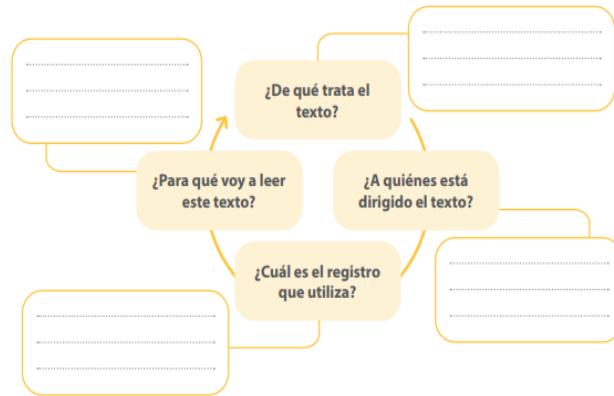 ¿De qué trata el
texto?
¿A quiénes está
dirigido el texto?
¿Cuál es el registro
que utiliza?
¿Para qué voy a leer
este texto?